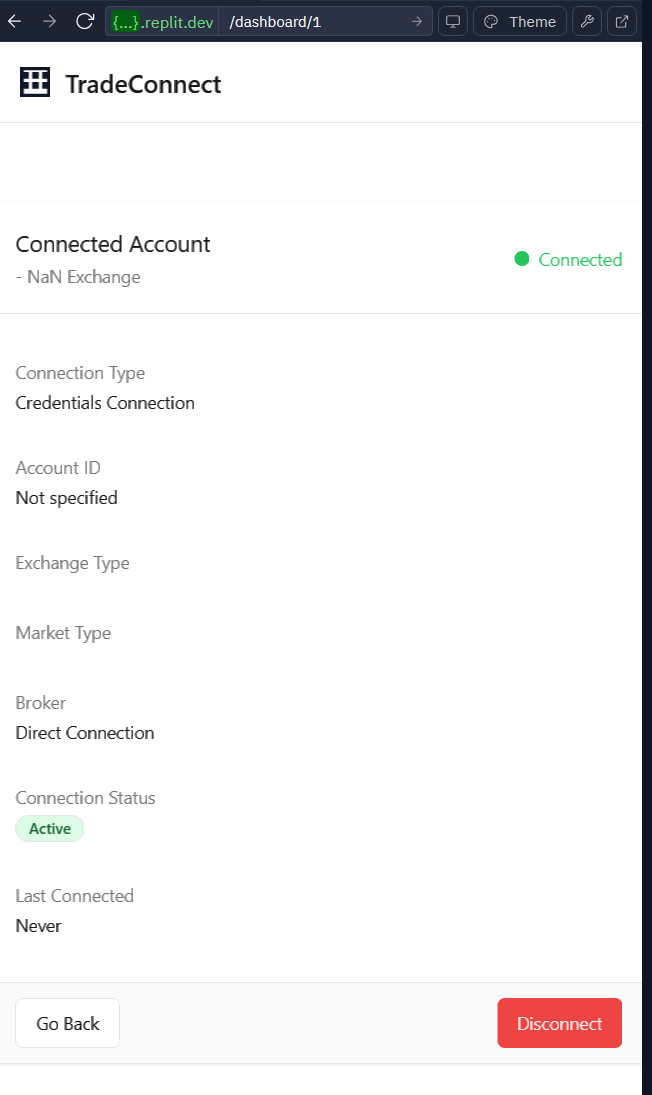 {...}.replit.dev /dashboard/1 Theme
TradeConnect
Connected Account
- NaN Exchange
Connected
Connection Type
Credentials Connection
Account ID
Not specified
Exchange Type
Market Type
Broker
Direct Connection
Connection Status
Active
Last Connected
Never
Go Back Disconnect